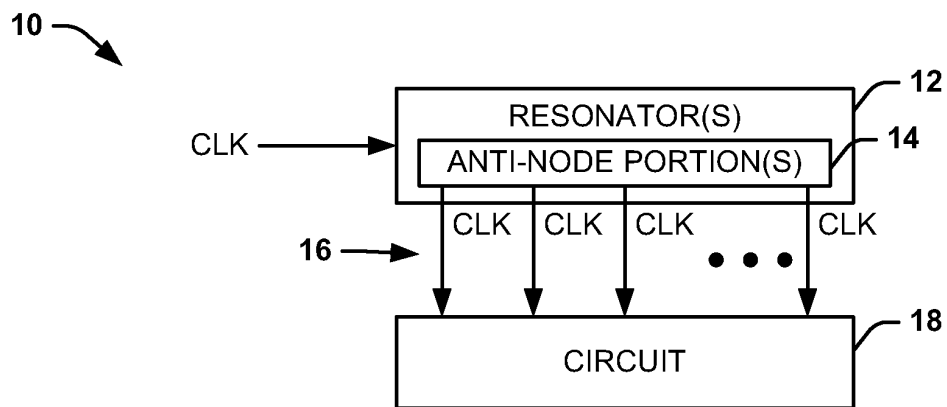 10
12
RESONATOR(S)
14
CLK
ANTI-NODE PORTION(S)
CLK CLK CLK CLK
16
18
CIRCUIT